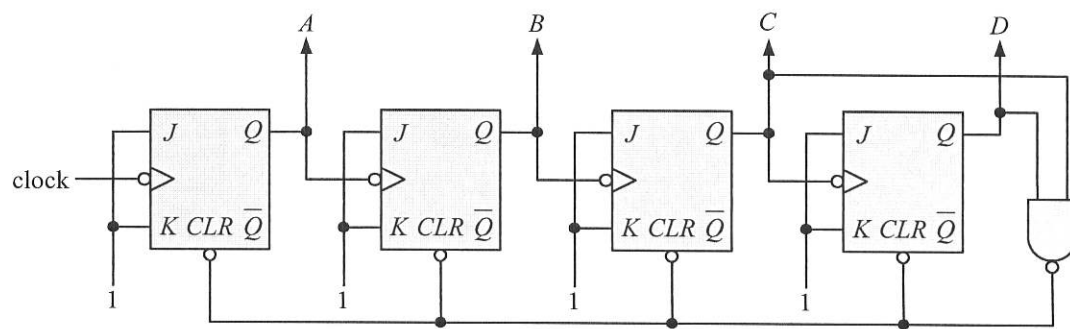 A B C D
J Q J Q J Q J Q
clock
K CLR Q̅ K CLR Q̅ K CLR Q̅ K CLR Q̅
1 1 1 1